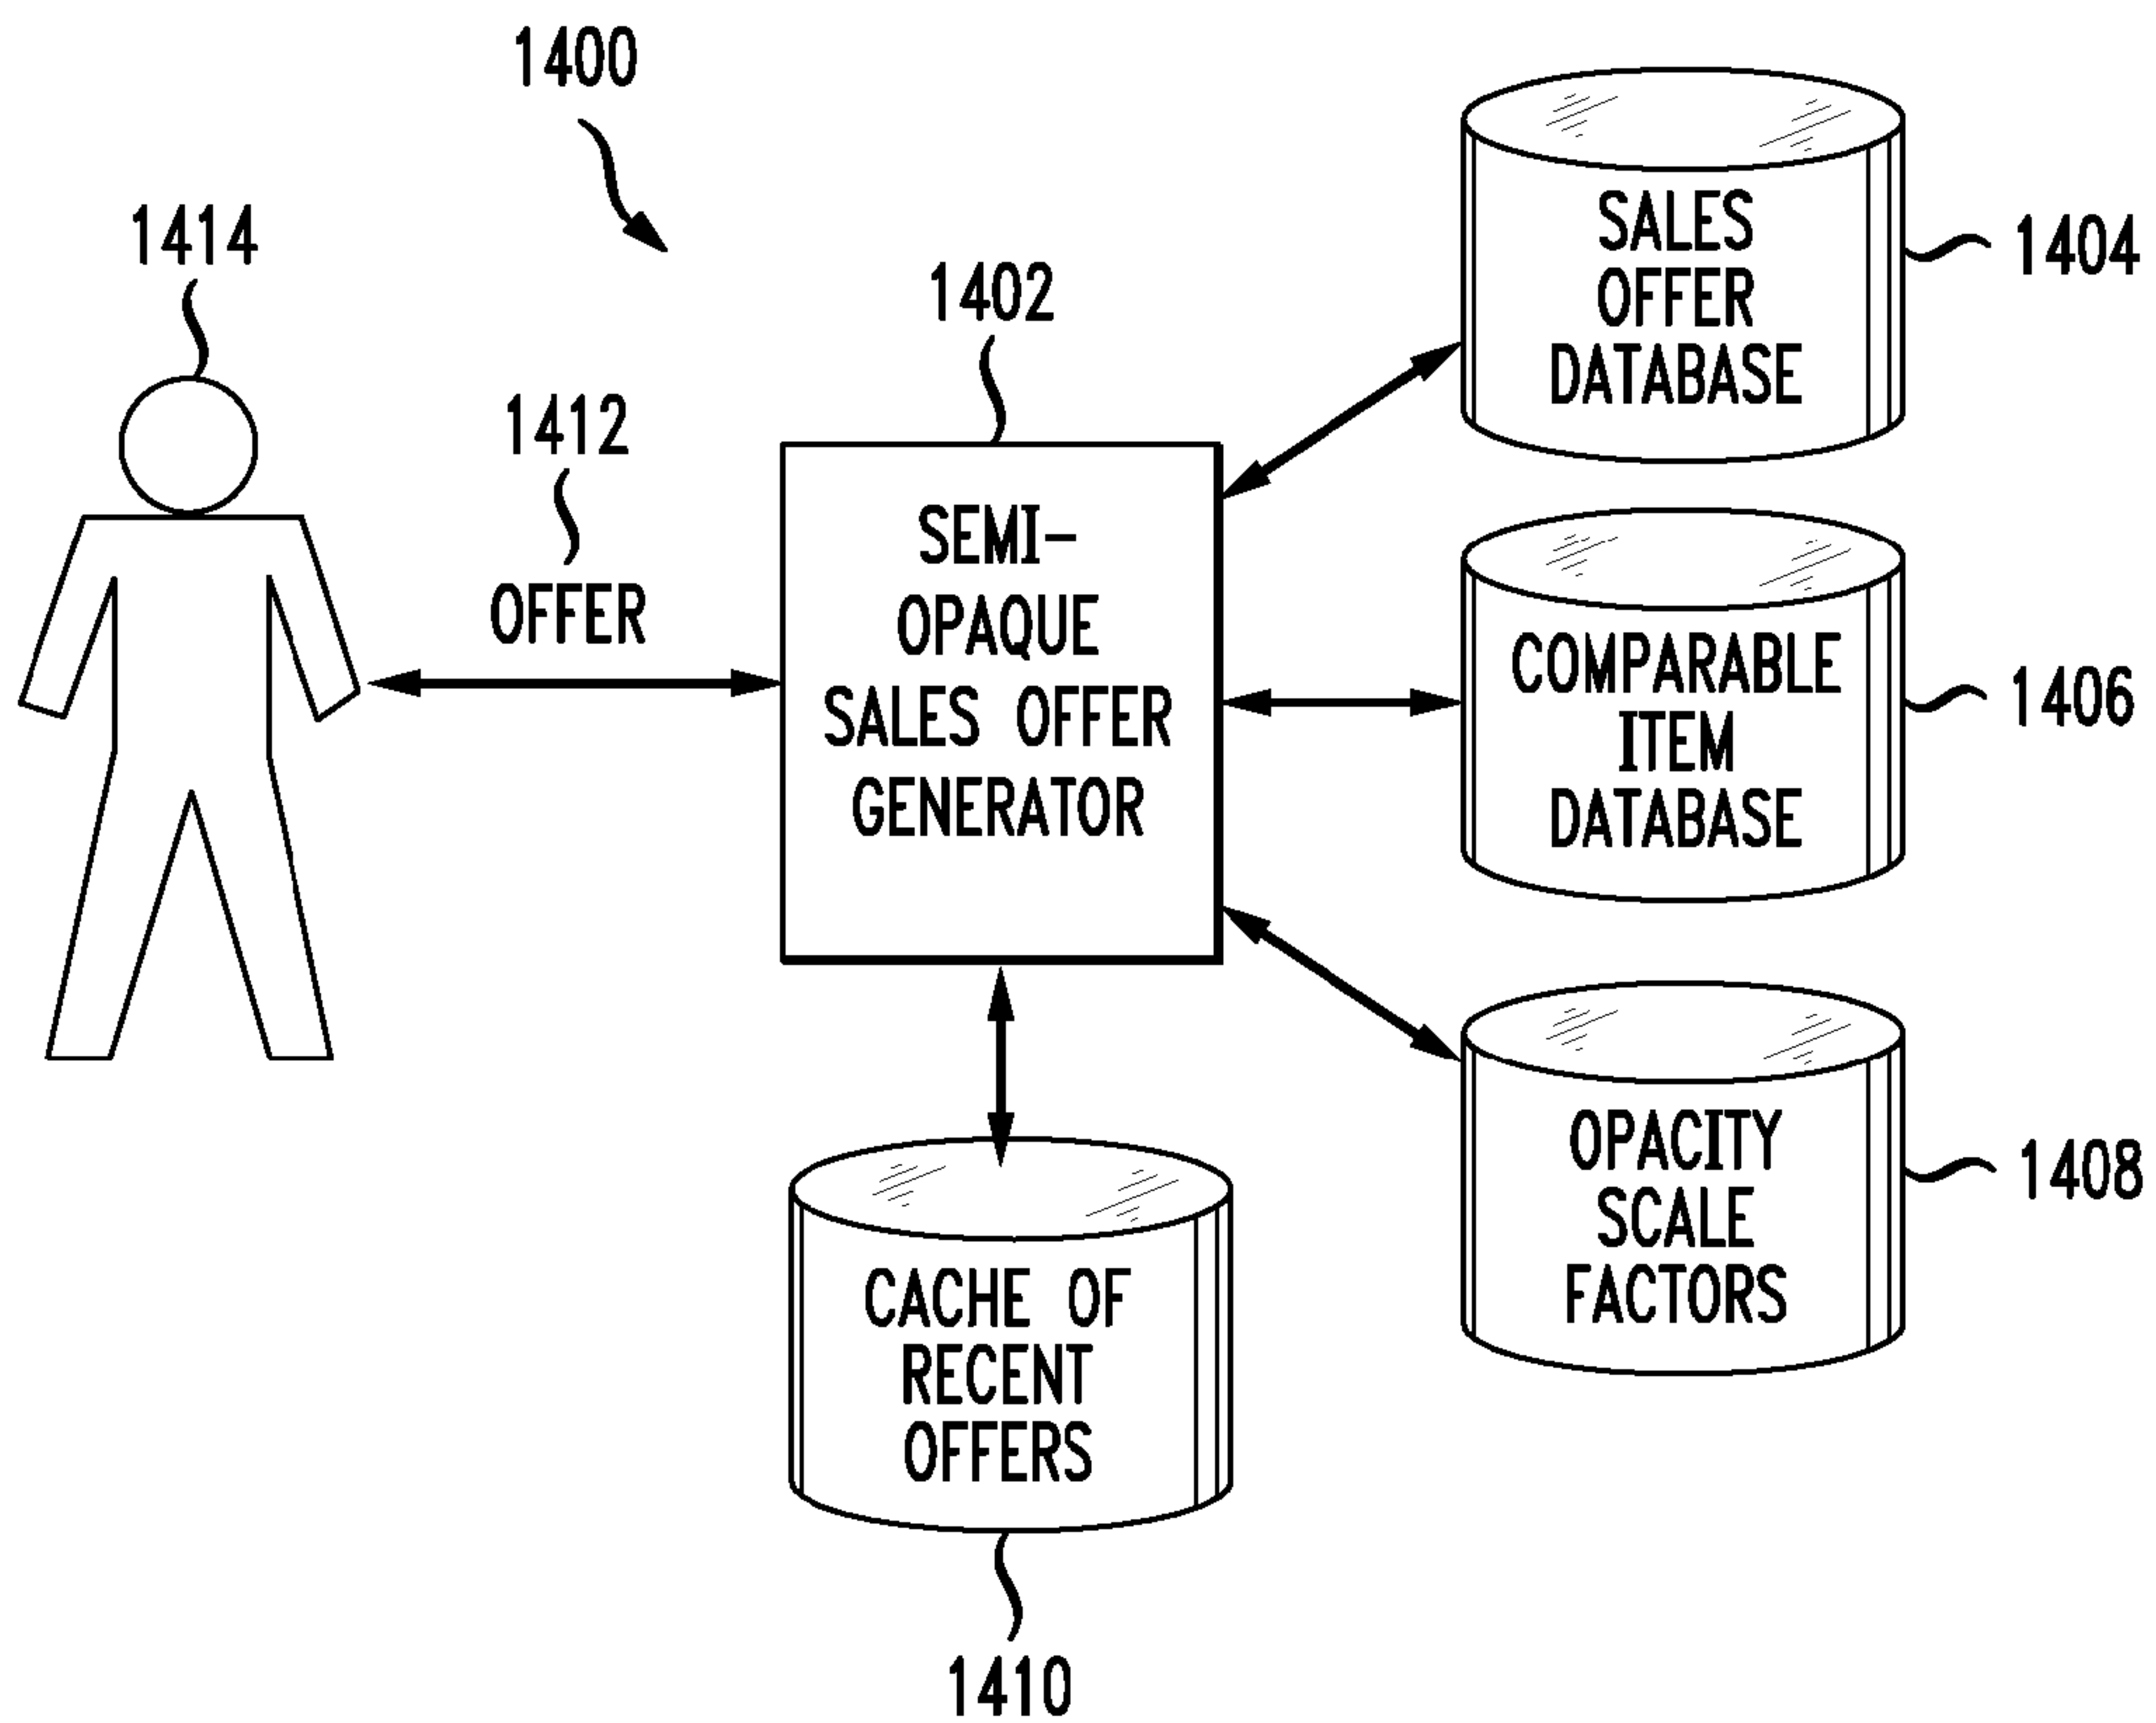 1400
1414
1412
OFFER
1402
SEMI-
OPAQUE
SALES OFFER
GENERATOR
SALES
OFFER
DATABASE
1404
COMPARABLE
ITEM
DATABASE
1406
OPACITY
SCALE
FACTORS
1408
CACHE OF
RECENT
OFFERS
1410